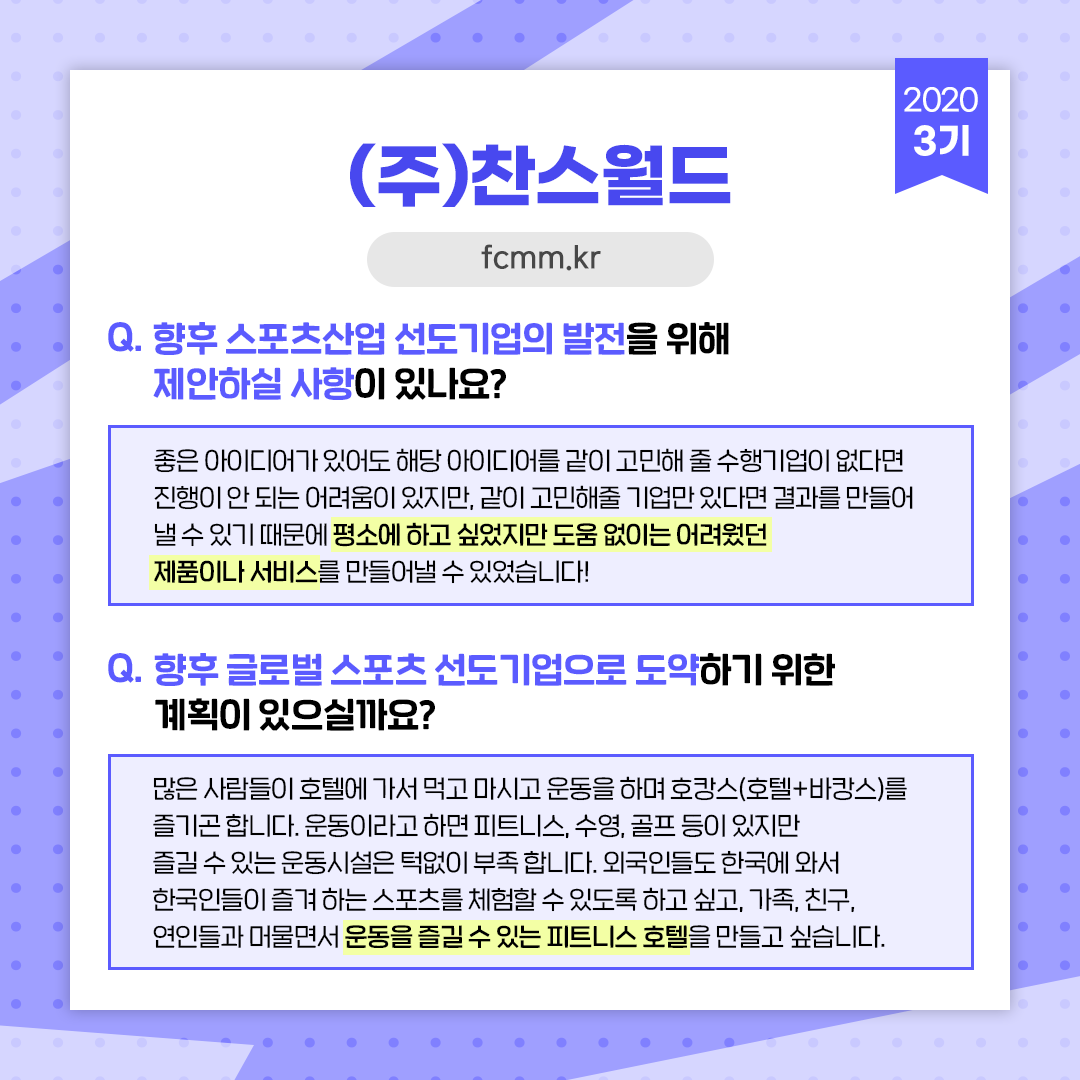 2020
3기
(주)찬스월드
fcmm.kr
Q. 향후 스포츠산업 선도기업의 발전을 위해
제안하실 사항이 있나요?
좋은 아이디어가 있어도 해당 아이디어를 같이 고민해 줄 수행기업이 없다면
진행이 안 되는 어려움이 있지만, 같이 고민해줄 기업만 있다면 결과를 만들어
낼 수 있기 때문에 평소에 하고 싶었지만 도움 없이는 어려웠던
제품이나 서비스를 만들어낼 수 있었습니다!
Q. 향후 글로벌 스포츠 선도기업으로 도약하기 위한
계획이 있으실까요?
많은 사람들이 호텔에 가서 먹고 마시고 운동을 하며 호캉스(호텔+바캉스)를
즐기곤 합니다. 운동이라고 하면 피트니스, 수영, 골프 등이 있지만
즐길 수 있는 운동시설은 턱없이 부족 합니다. 외국인들도 한국에 와서
한국인들이 즐겨 하는 스포츠를 체험할 수 있도록 하고 싶고, 가족, 친구,
연인들과 머물면서 운동을 즐길 수 있는 피트니스 호텔을 만들고 싶습니다.